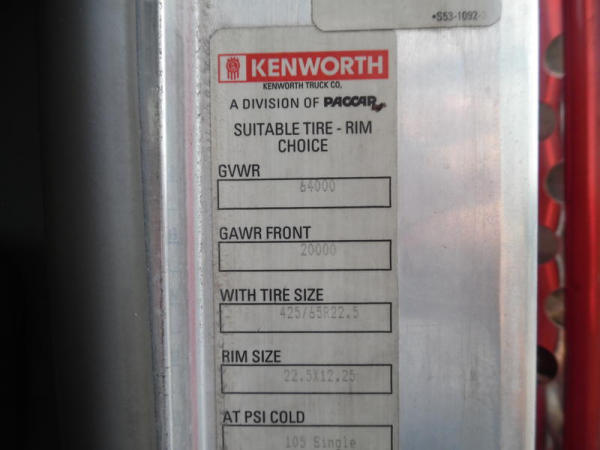 •S53-1092-
KENWORTH
KENWORTH TRUCK CO.
A DIVISION OF PACCAR
SUITABLE TIRE - RIM
CHOICE
GVWR
64000
GAWR FRONT
20000
WITH TIRE SIZE
425/65R22.5
RIM SIZE
22.5X12.25
AT PSI COLD
105 Single